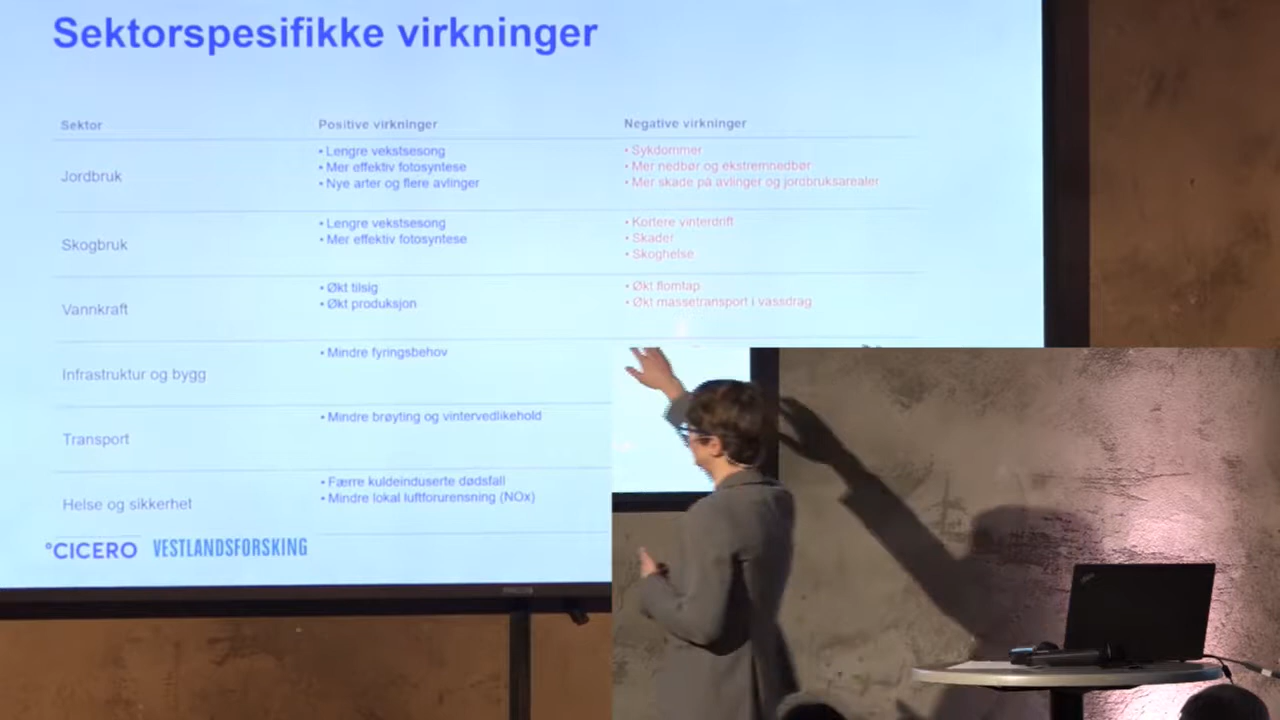 Sektorspesifikke virkninger
Sektor Positive virkninger Negative virkninger
Jordbruk
• Lengre vekstsesong
• Mer effektiv fotosyntese
• Nye arter og flere avlinger
• Sykdommer
• Mer nedbør og ekstremnedbør
• Mer skade på avlinger og jordbruksarealer
Skogbruk
• Lengre vekstsesong
• Mer effektiv fotosyntese
• Kortere vinterdrift
• Skader
• Skoghelse
Vannkraft
• Økt tilsig
• Økt produksjon
• Økt flomtap
• Økt massetransport i vassdrag
Infrastruktur og bygg
• Mindre fyringsbehov
Transport
• Mindre brøyting og vintervedlikehold
Helse og sikkerhet
• Færre kuldeinduserte dødsfall
• Mindre lokal luftforurensning (NOx)
°CICERO VESTLANDSFORSKING